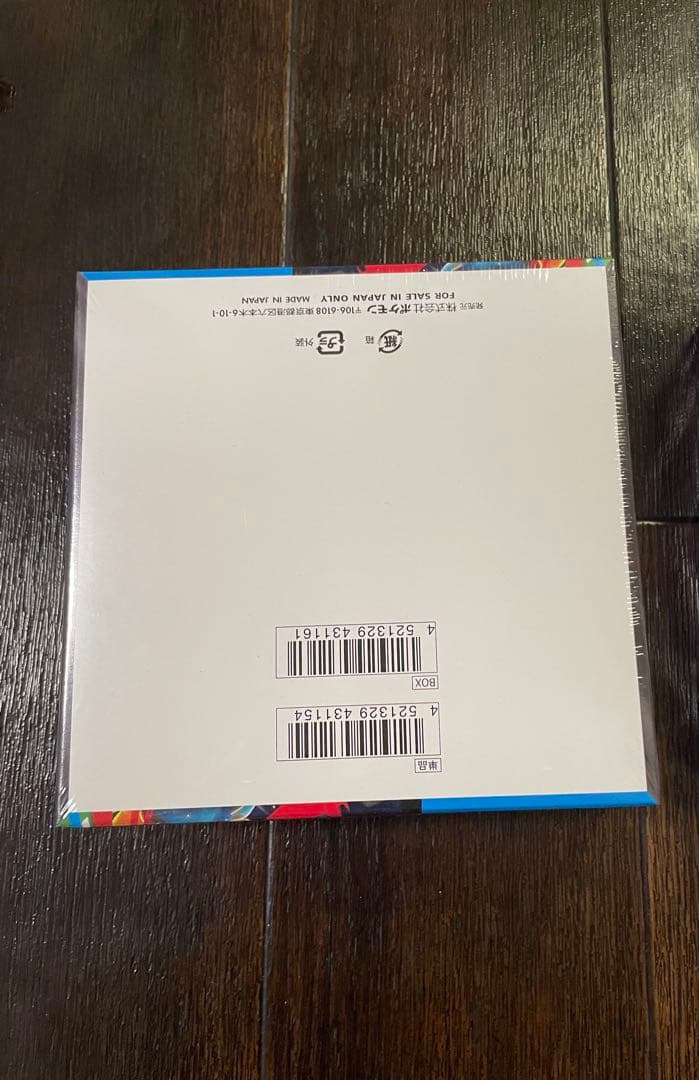 発売元 株式会社ポケモン 〒106-6108 東京都港区六本木6-10-1
FOR SALE IN JAPAN ONLY MADE IN JAPAN
紙 箱 プラ 外装
4 521329 431161
BOX
4 521329 431154
単品